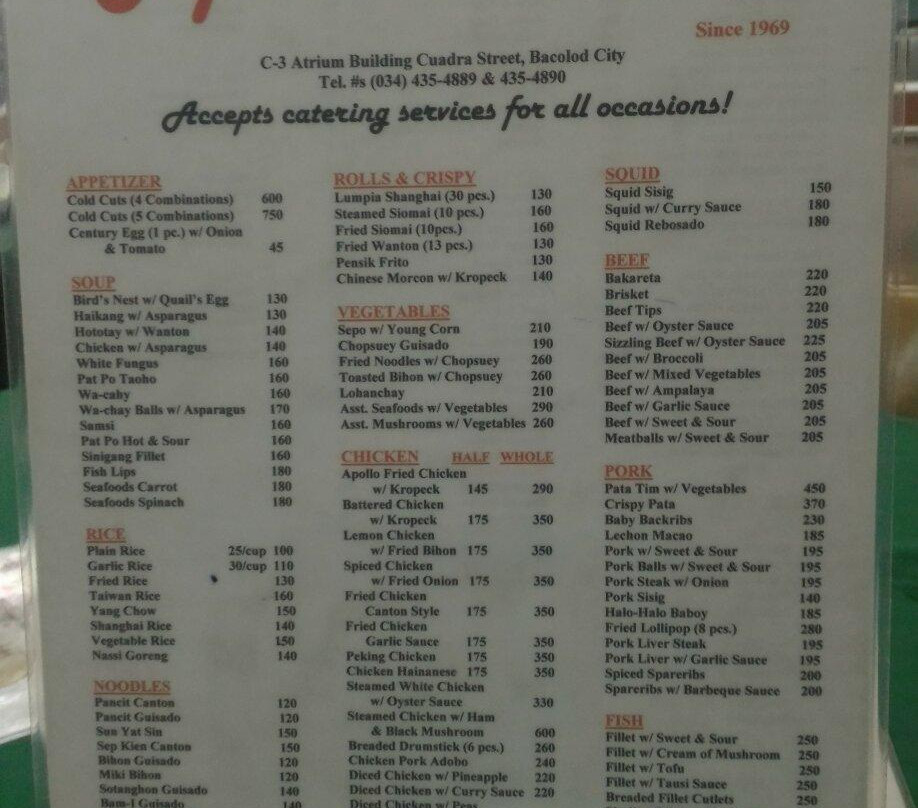 Since 1969
C-3 Atrium Building Cuadra Street, Bacolod City
Tel. #s (034) 435-4889 & 435-4890
Accepts catering services for all occasions!
APPETIZER
Cold Cuts (4 Combinations) 600
Cold Cuts (5 Combinations) 750
Century Egg (1 pc.) w/ Onion
& Tomato 45
SOUP
Bird's Nest w/ Quail's Egg 130
Haikang w/ Asparagus 130
Hototay w/ Wanton 140
Chicken w/ Asparagus 140
White Fungus 160
Pat Po Taoho 160
Wa-cahy 160
Wa-chay Balls w/ Asparagus 170
Samsi 160
Pat Po Hot & Sour 160
Sinigang Fillet 160
Fish Lips 180
Seafoods Carrot 180
Seafoods Spinach 180
RICE
Plain Rice 25/cup 100
Garlic Rice 30/cup 110
Fried Rice 130
Taiwan Rice 160
Yang Chow 150
Shanghai Rice 140
Vegetable Rice 150
Nassi Goreng 140
NOODLES
Pancit Canton 120
Pancit Guisado 120
Sun Yat Sin 150
Sep Kien Canton 150
Bihon Guisado 120
Miki Bihon 120
Sotanghon Guisado 140
Bam-I Guisado 140
ROLLS & CRISPY
Lumpia Shanghai (30 pcs.) 130
Steamed Siomai (10 pcs.) 160
Fried Siomai (10pcs.) 160
Fried Wanton (13 pcs.) 130
Pensik Frito 130
Chinese Morcon w/ Kropeck 140
VEGETABLES
Sepo w/ Young Corn 210
Chopsuey Guisado 190
Fried Noodles w/ Chopsuey 260
Toasted Bihon w/ Chopsuey 260
Lohanchay 210
Asst. Seafoods w/ Vegetables 290
Asst. Mushrooms w/ Vegetables 260
CHICKEN HALF WHOLE
Apollo Fried Chicken
w/ Kropeck 145 290
Battered Chicken
w/ Kropeck 175 350
Lemon Chicken
w/ Fried Bihon 175 350
Spiced Chicken
w/ Fried Onion 175 350
Fried Chicken
Canton Style 175 350
Fried Chicken
Garlic Sauce 175 350
Peking Chicken 175 350
Chicken Hainanese 175 350
Steamed White Chicken
w/ Oyster Sauce 330
Steamed Chicken w/ Ham
& Black Mushroom 600
Breaded Drumstick (6 pcs.) 260
Chicken Pork Adobo 240
Diced Chicken w/ Pineapple 220
Diced Chicken w/ Curry Sauce 220
Diced Chicken w/ Peas
SQUID
Squid Sisig 150
Squid w/ Curry Sauce 180
Squid Rebosado 180
BEEF
Bakareta 220
Brisket 220
Beef Tips 220
Beef w/ Oyster Sauce 205
Sizzling Beef w/ Oyster Sauce 225
Beef w/ Broccoli 205
Beef w/ Mixed Vegetables 205
Beef w/ Ampalaya 205
Beef w/ Garlic Sauce 205
Beef w/ Sweet & Sour 205
Meatballs w/ Sweet & Sour 205
PORK
Pata Tim w/ Vegetables 450
Crispy Pata 370
Baby Backribs 230
Lechon Macao 185
Pork w/ Sweet & Sour 195
Pork Balls w/ Sweet & Sour 195
Pork Steak w/ Onion 195
Pork Sisig 140
Halo-Halo Baboy 185
Fried Lollipop (8 pcs.) 280
Pork Liver Steak 195
Pork Liver w/ Garlic Sauce 195
Spiced Spareribs 200
Spareribs w/ Barbeque Sauce 200
FISH
Fillet w/ Sweet & Sour 250
Fillet w/ Cream of Mushroom 250
Fillet w/ Tofu 250
Fillet w/ Tausi Sauce 250
Breaded Fillet Cutlets 250